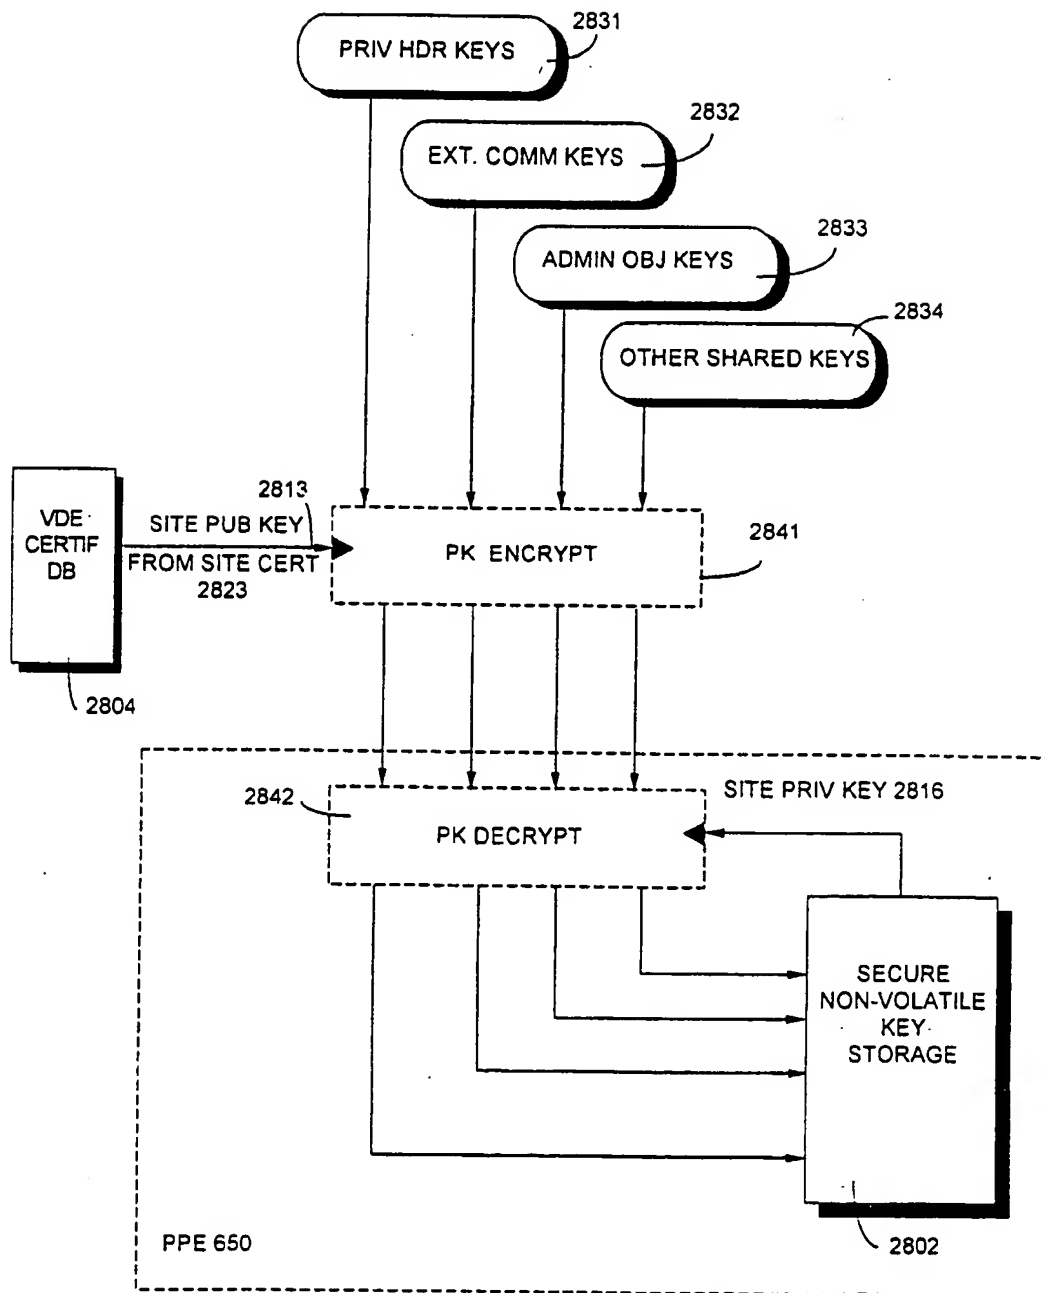 2831
PRIV HDR KEYS
2832
EXT. COMM KEYS
2833
ADMIN OBJ KEYS
2834
OTHER SHARED KEYS
VDE
CERTIF
DB
2804
2813
SITE PUB KEY
FROM SITE CERT
2823
PK ENCRYPT
2841
2842
PK DECRYPT
SITE PRIV KEY 2816
SECURE
NON-VOLATILE
KEY
STORAGE
2802
PPE 650